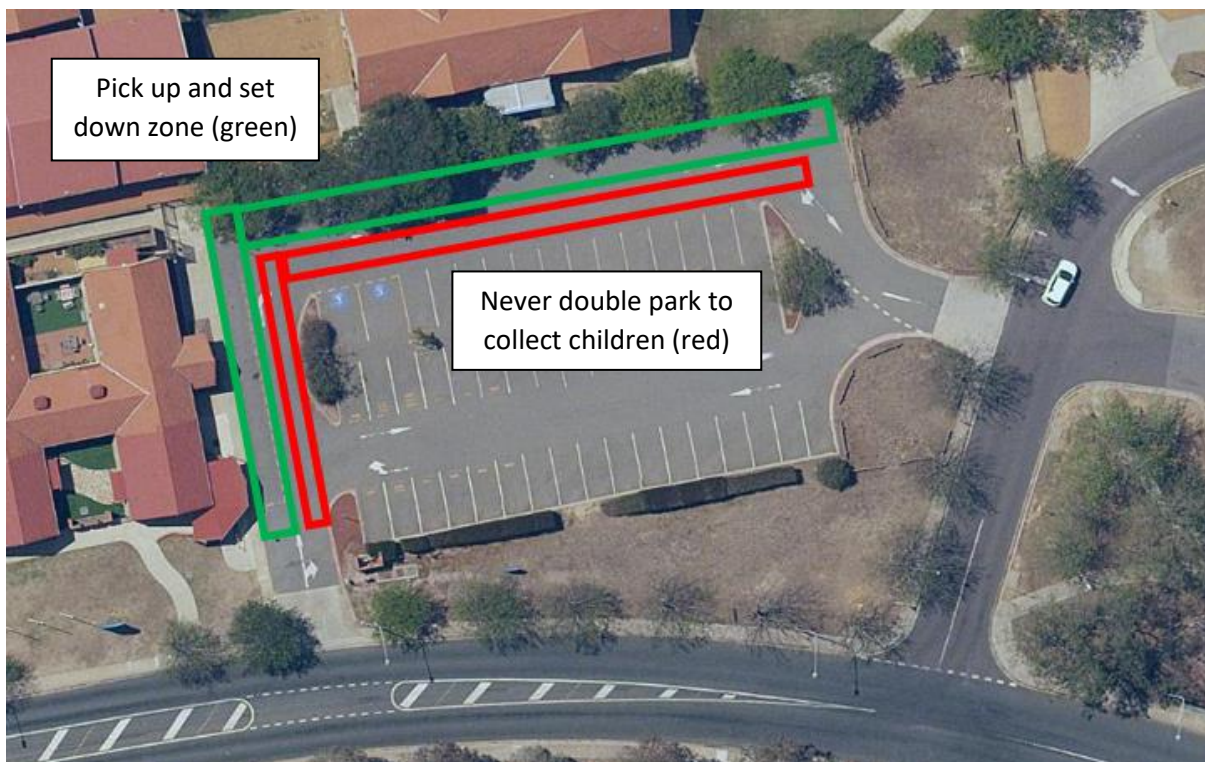 Pick up and set
down zone (green)
Never double park to
collect children (red)